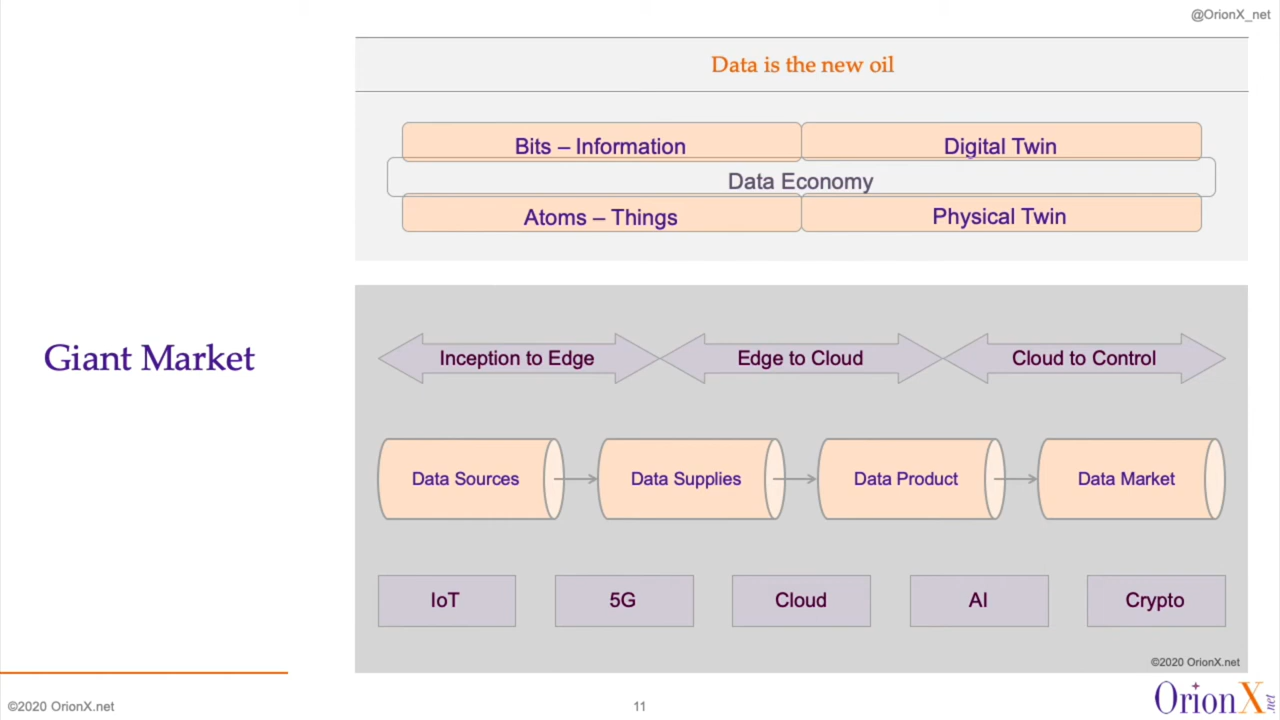 @OrionX_net
Data is the new oil
Bits – Information
Digital Twin
Data Economy
Atoms – Things
Physical Twin
Giant Market
Inception to Edge
Edge to Cloud
Cloud to Control
Data Sources
Data Supplies
Data Product
Data Market
IoT
5G
Cloud
AI
Crypto
©2020 OrionX.net
©2020 OrionX.net
11
OrionX.net